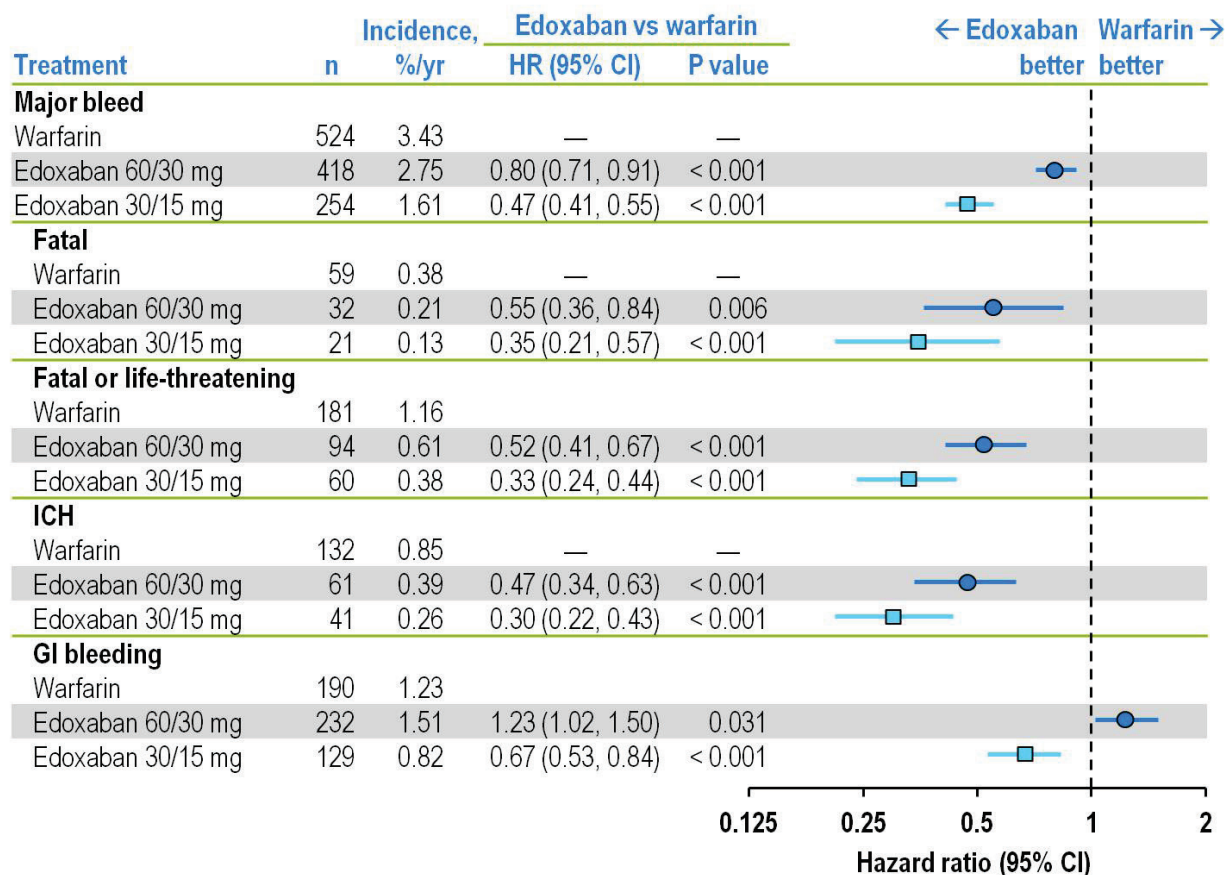 Incidence, Edoxaban vs warfarin ← Edoxaban Warfarin →
Treatment n %/yr HR (95% CI) P value better better
Major bleed
Warfarin 524 3.43 — —
Edoxaban 60/30 mg 418 2.75 0.80 (0.71, 0.91) < 0.001
Edoxaban 30/15 mg 254 1.61 0.47 (0.41, 0.55) < 0.001
Fatal
Warfarin 59 0.38 — —
Edoxaban 60/30 mg 32 0.21 0.55 (0.36, 0.84) 0.006
Edoxaban 30/15 mg 21 0.13 0.35 (0.21, 0.57) < 0.001
Fatal or life-threatening
Warfarin 181 1.16
Edoxaban 60/30 mg 94 0.61 0.52 (0.41, 0.67) < 0.001
Edoxaban 30/15 mg 60 0.38 0.33 (0.24, 0.44) < 0.001
ICH
Warfarin 132 0.85 — —
Edoxaban 60/30 mg 61 0.39 0.47 (0.34, 0.63) < 0.001
Edoxaban 30/15 mg 41 0.26 0.30 (0.22, 0.43) < 0.001
GI bleeding
Warfarin 190 1.23
Edoxaban 60/30 mg 232 1.51 1.23 (1.02, 1.50) 0.031
Edoxaban 30/15 mg 129 0.82 0.67 (0.53, 0.84) < 0.001
0.125 0.25 0.5 1 2
Hazard ratio (95% CI)